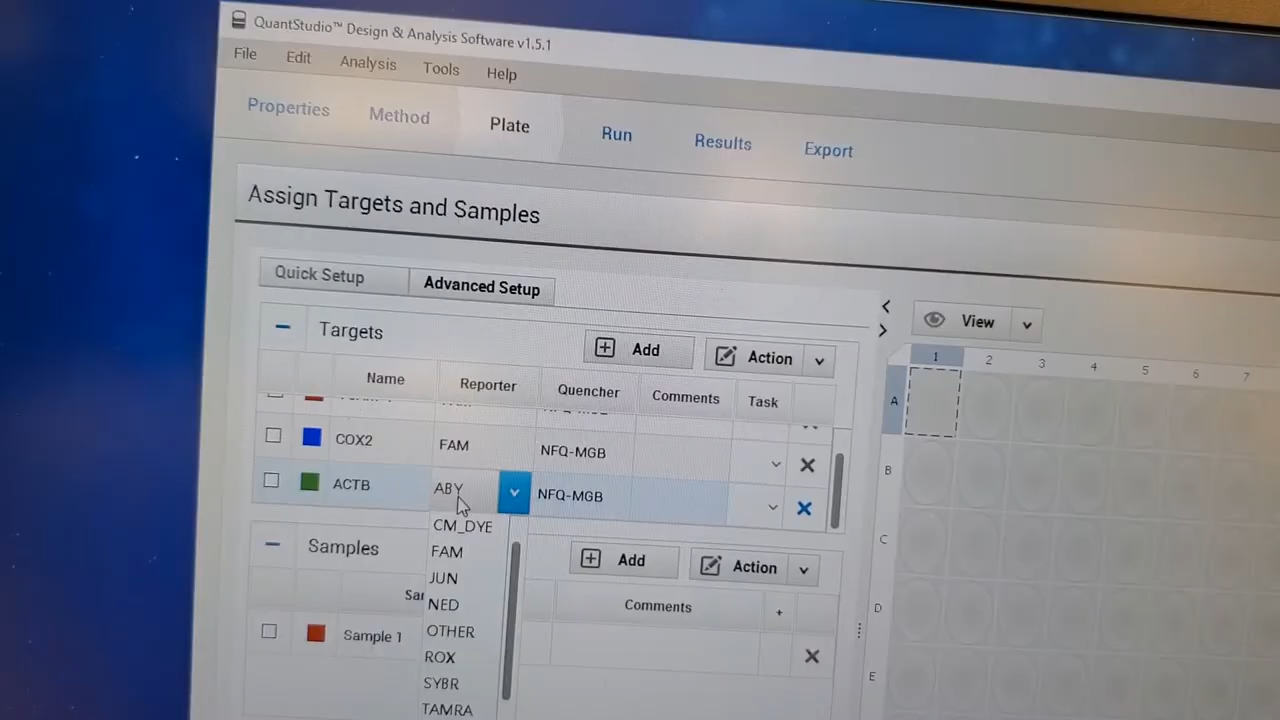 QuantStudio™ Design & Analysis Software v1.5.1
File Edit Analysis Tools Help
Properties Method Plate Run Results Export
Assign Targets and Samples
Quick Setup Advanced Setup
Targets Add Action View
Name Reporter Quencher Comments Task
1 2 3 4 5 6 7
A
COX2 FAM NFQ-MGB
B
ACTB ABY NFQ-MGB
CM_DYE
FAM
JUN
NED
OTHER
ROX
SYBR
TAMRA
C
Samples Add Action
Comments
D
Sample 1
E